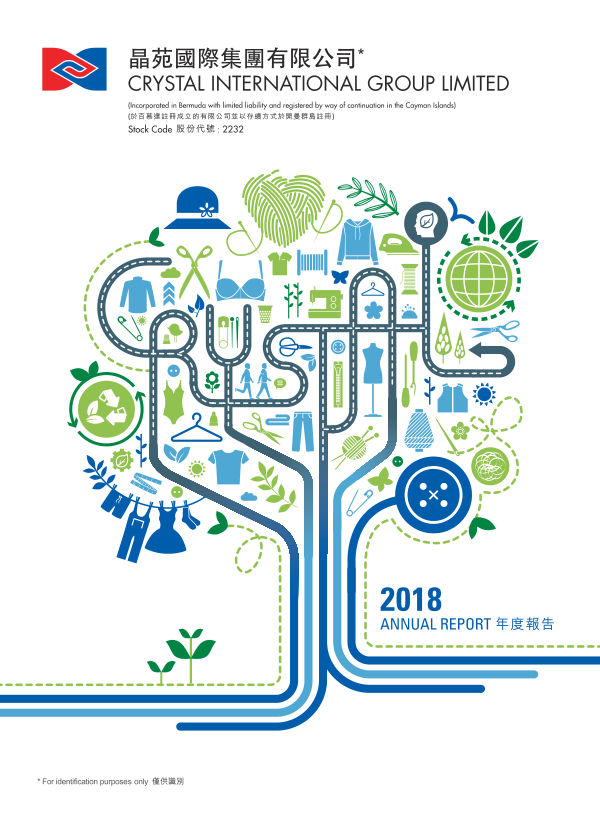 晶苑國際集團有限公司*
CRYSTAL INTERNATIONAL GROUP LIMITED
(Incorporated in Bermuda with limited liability and registered by way of continuation in the Cayman Islands)
(於百慕達註冊成立的有限公司並以存續方式於開曼群島註冊)
Stock Code 股份代號 : 2232
CRYSTAL
2018
ANNUAL REPORT 年度報告
* For identification purposes only 僅供識別